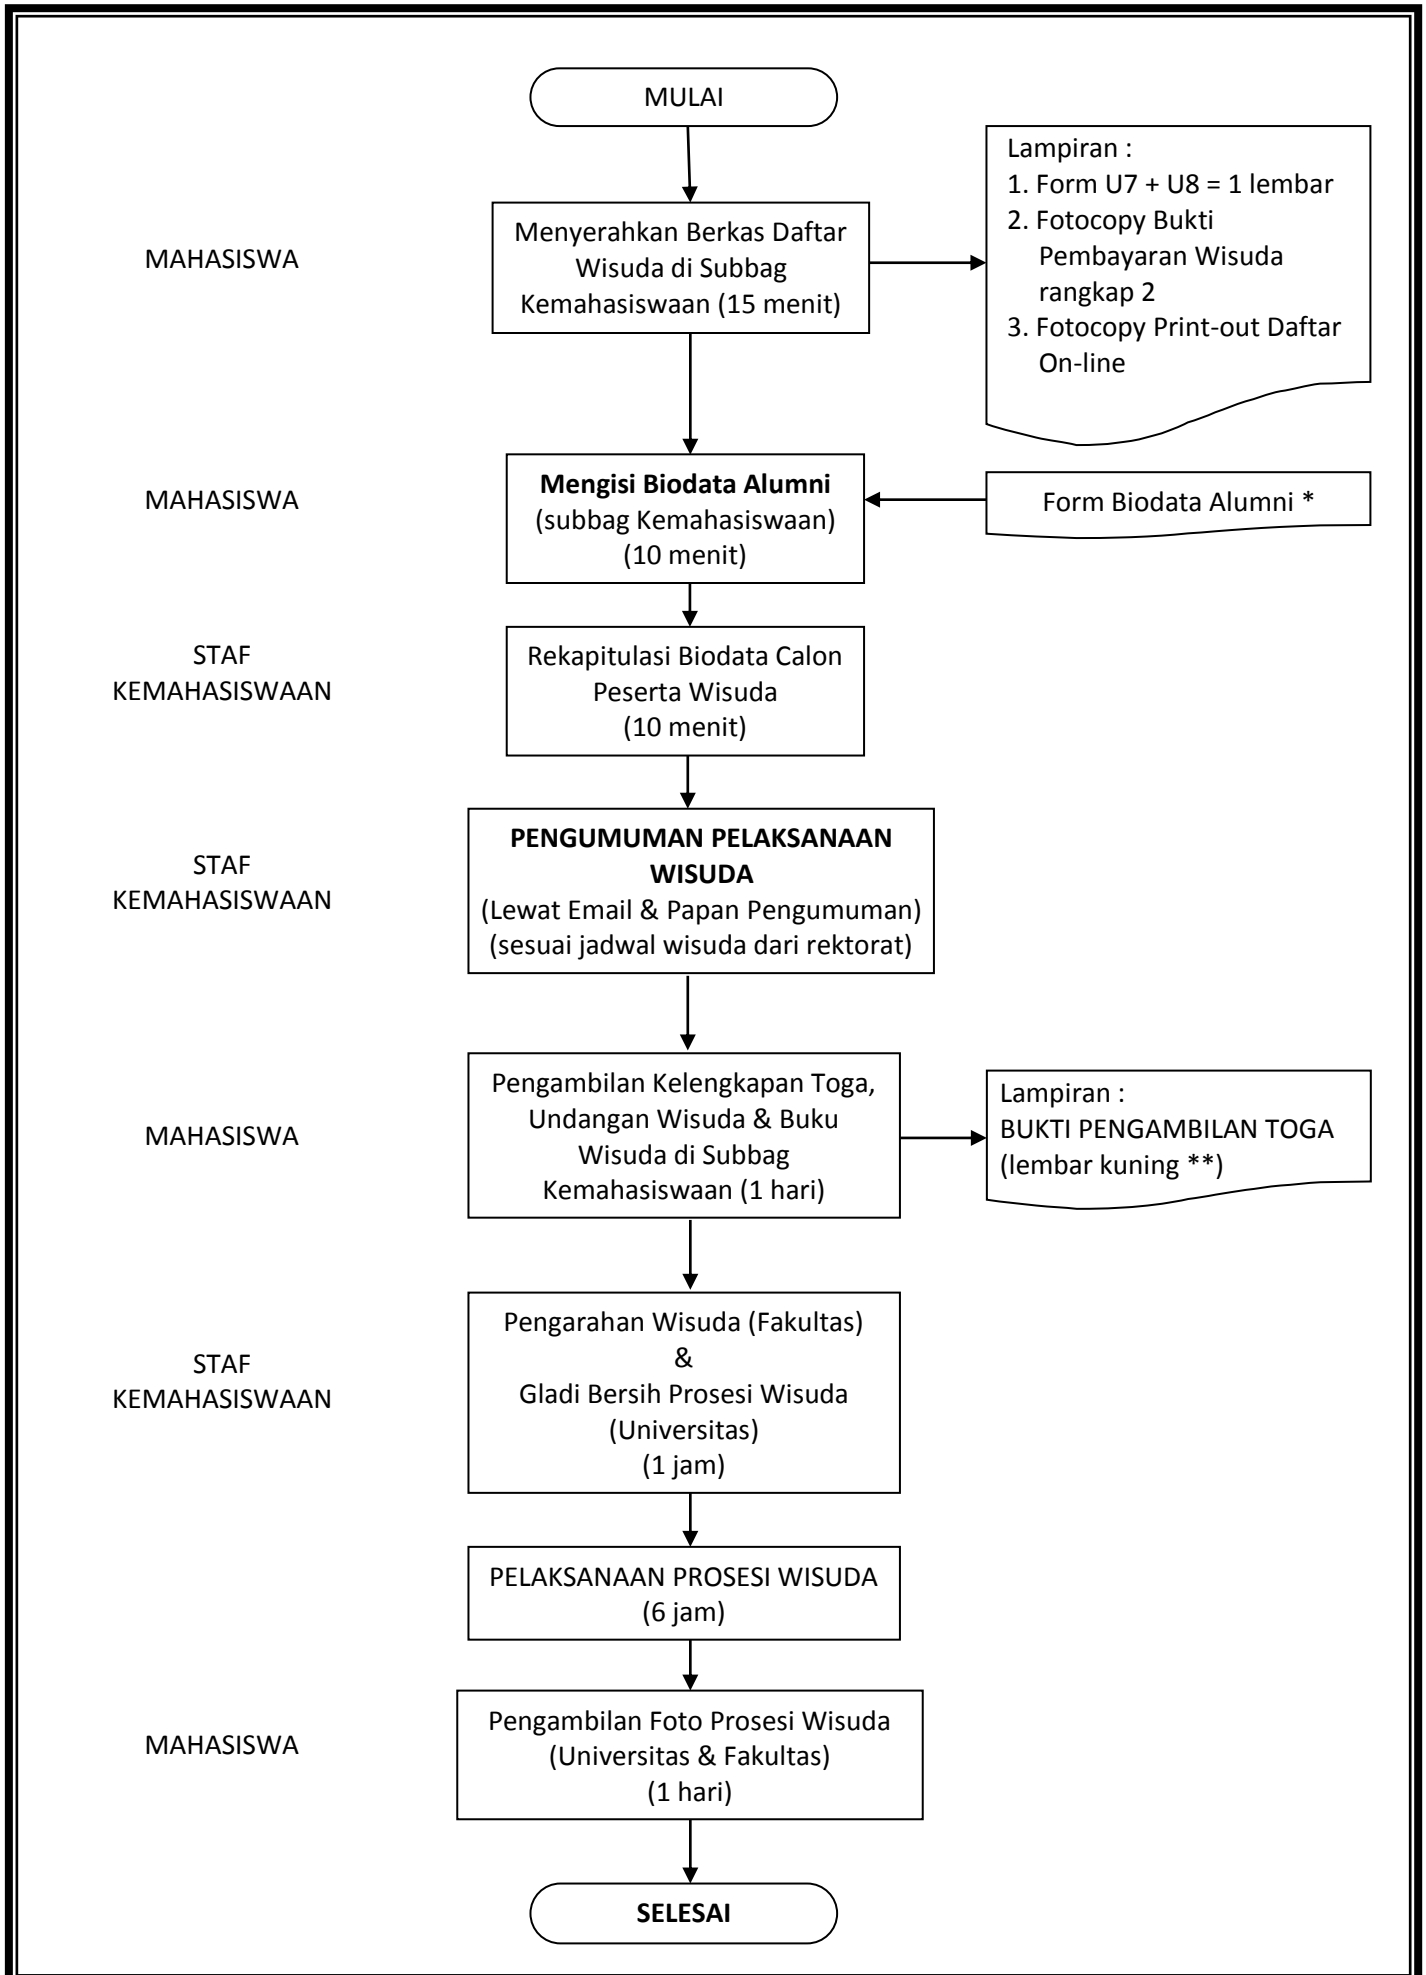 MULAI
MAHASISWA
Menyerahkan Berkas Daftar
Wisuda di Subbag
Kemahasiswaan (15 menit)
Lampiran :
1. Form U7 + U8 = 1 lembar
2. Fotocopy Bukti
Pembayaran Wisuda
rangkap 2
3. Fotocopy Print-out Daftar
On-line
MAHASISWA
Mengisi Biodata Alumni
(subbag Kemahasiswaan)
(10 menit)
Form Biodata Alumni *
STAF
KEMAHASISWAAN
Rekapitulasi Biodata Calon
Peserta Wisuda
(10 menit)
STAF
KEMAHASISWAAN
PENGUMUMAN PELAKSANAAN
WISUDA
(Lewat Email & Papan Pengumuman)
(sesuai jadwal wisuda dari rektorat)
MAHASISWA
Pengambilan Kelengkapan Toga,
Undangan Wisuda & Buku
Wisuda di Subbag
Kemahasiswaan (1 hari)
Lampiran :
BUKTI PENGAMBILAN TOGA
(lembar kuning **)
STAF
KEMAHASISWAAN
Pengarahan Wisuda (Fakultas)
&
Gladi Bersih Prosesi Wisuda
(Universitas)
(1 jam)
PELAKSANAAN PROSESI WISUDA
(6 jam)
MAHASISWA
Pengambilan Foto Prosesi Wisuda
(Universitas & Fakultas)
(1 hari)
SELESAI